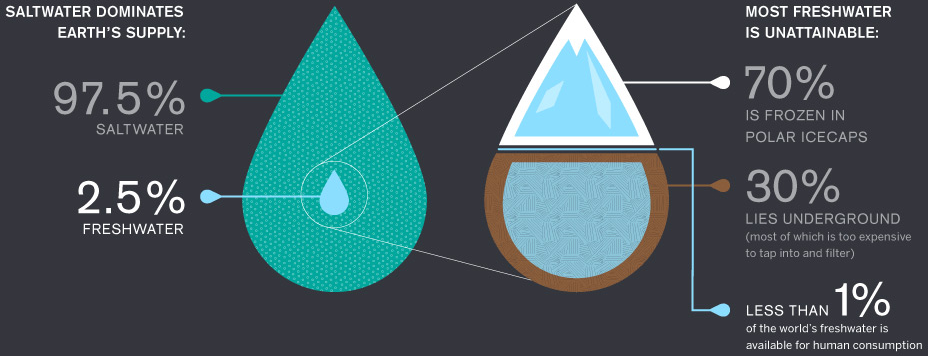 SALTWATER DOMINATES
EARTH'S SUPPLY:
97.5%
SALTWATER
2.5%
FRESHWATER
MOST FRESHWATER
IS UNATTAINABLE:
70%
IS FROZEN IN
POLAR ICECAPS
30%
LIES UNDERGROUND
(most of which is too expensive
to tap into and filter)
LESS THAN 1%
of the world's freshwater is
available for human consumption